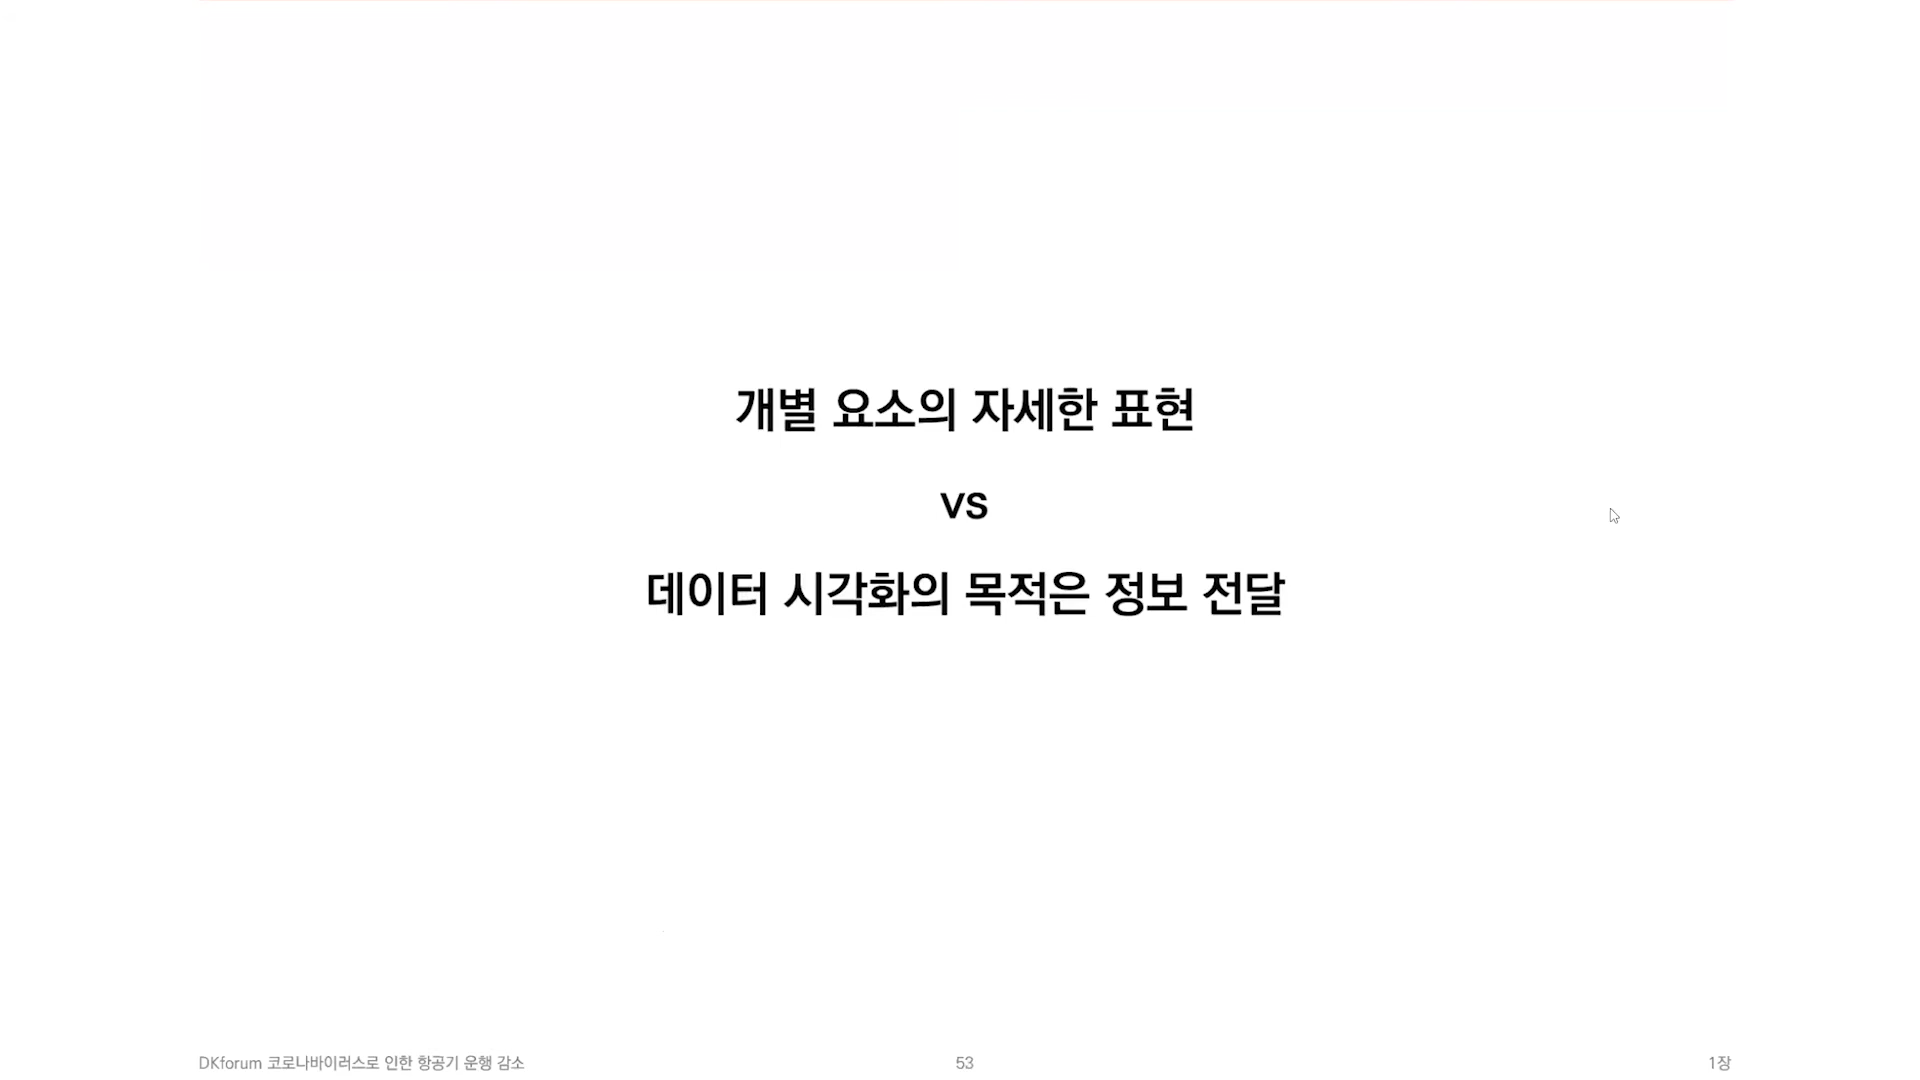 개별 요소의 자세한 표현
vs
데이터 시각화의 목적은 정보 전달
DKforum 코로나바이러스로 인한 항공기 운행 감소
53
1장